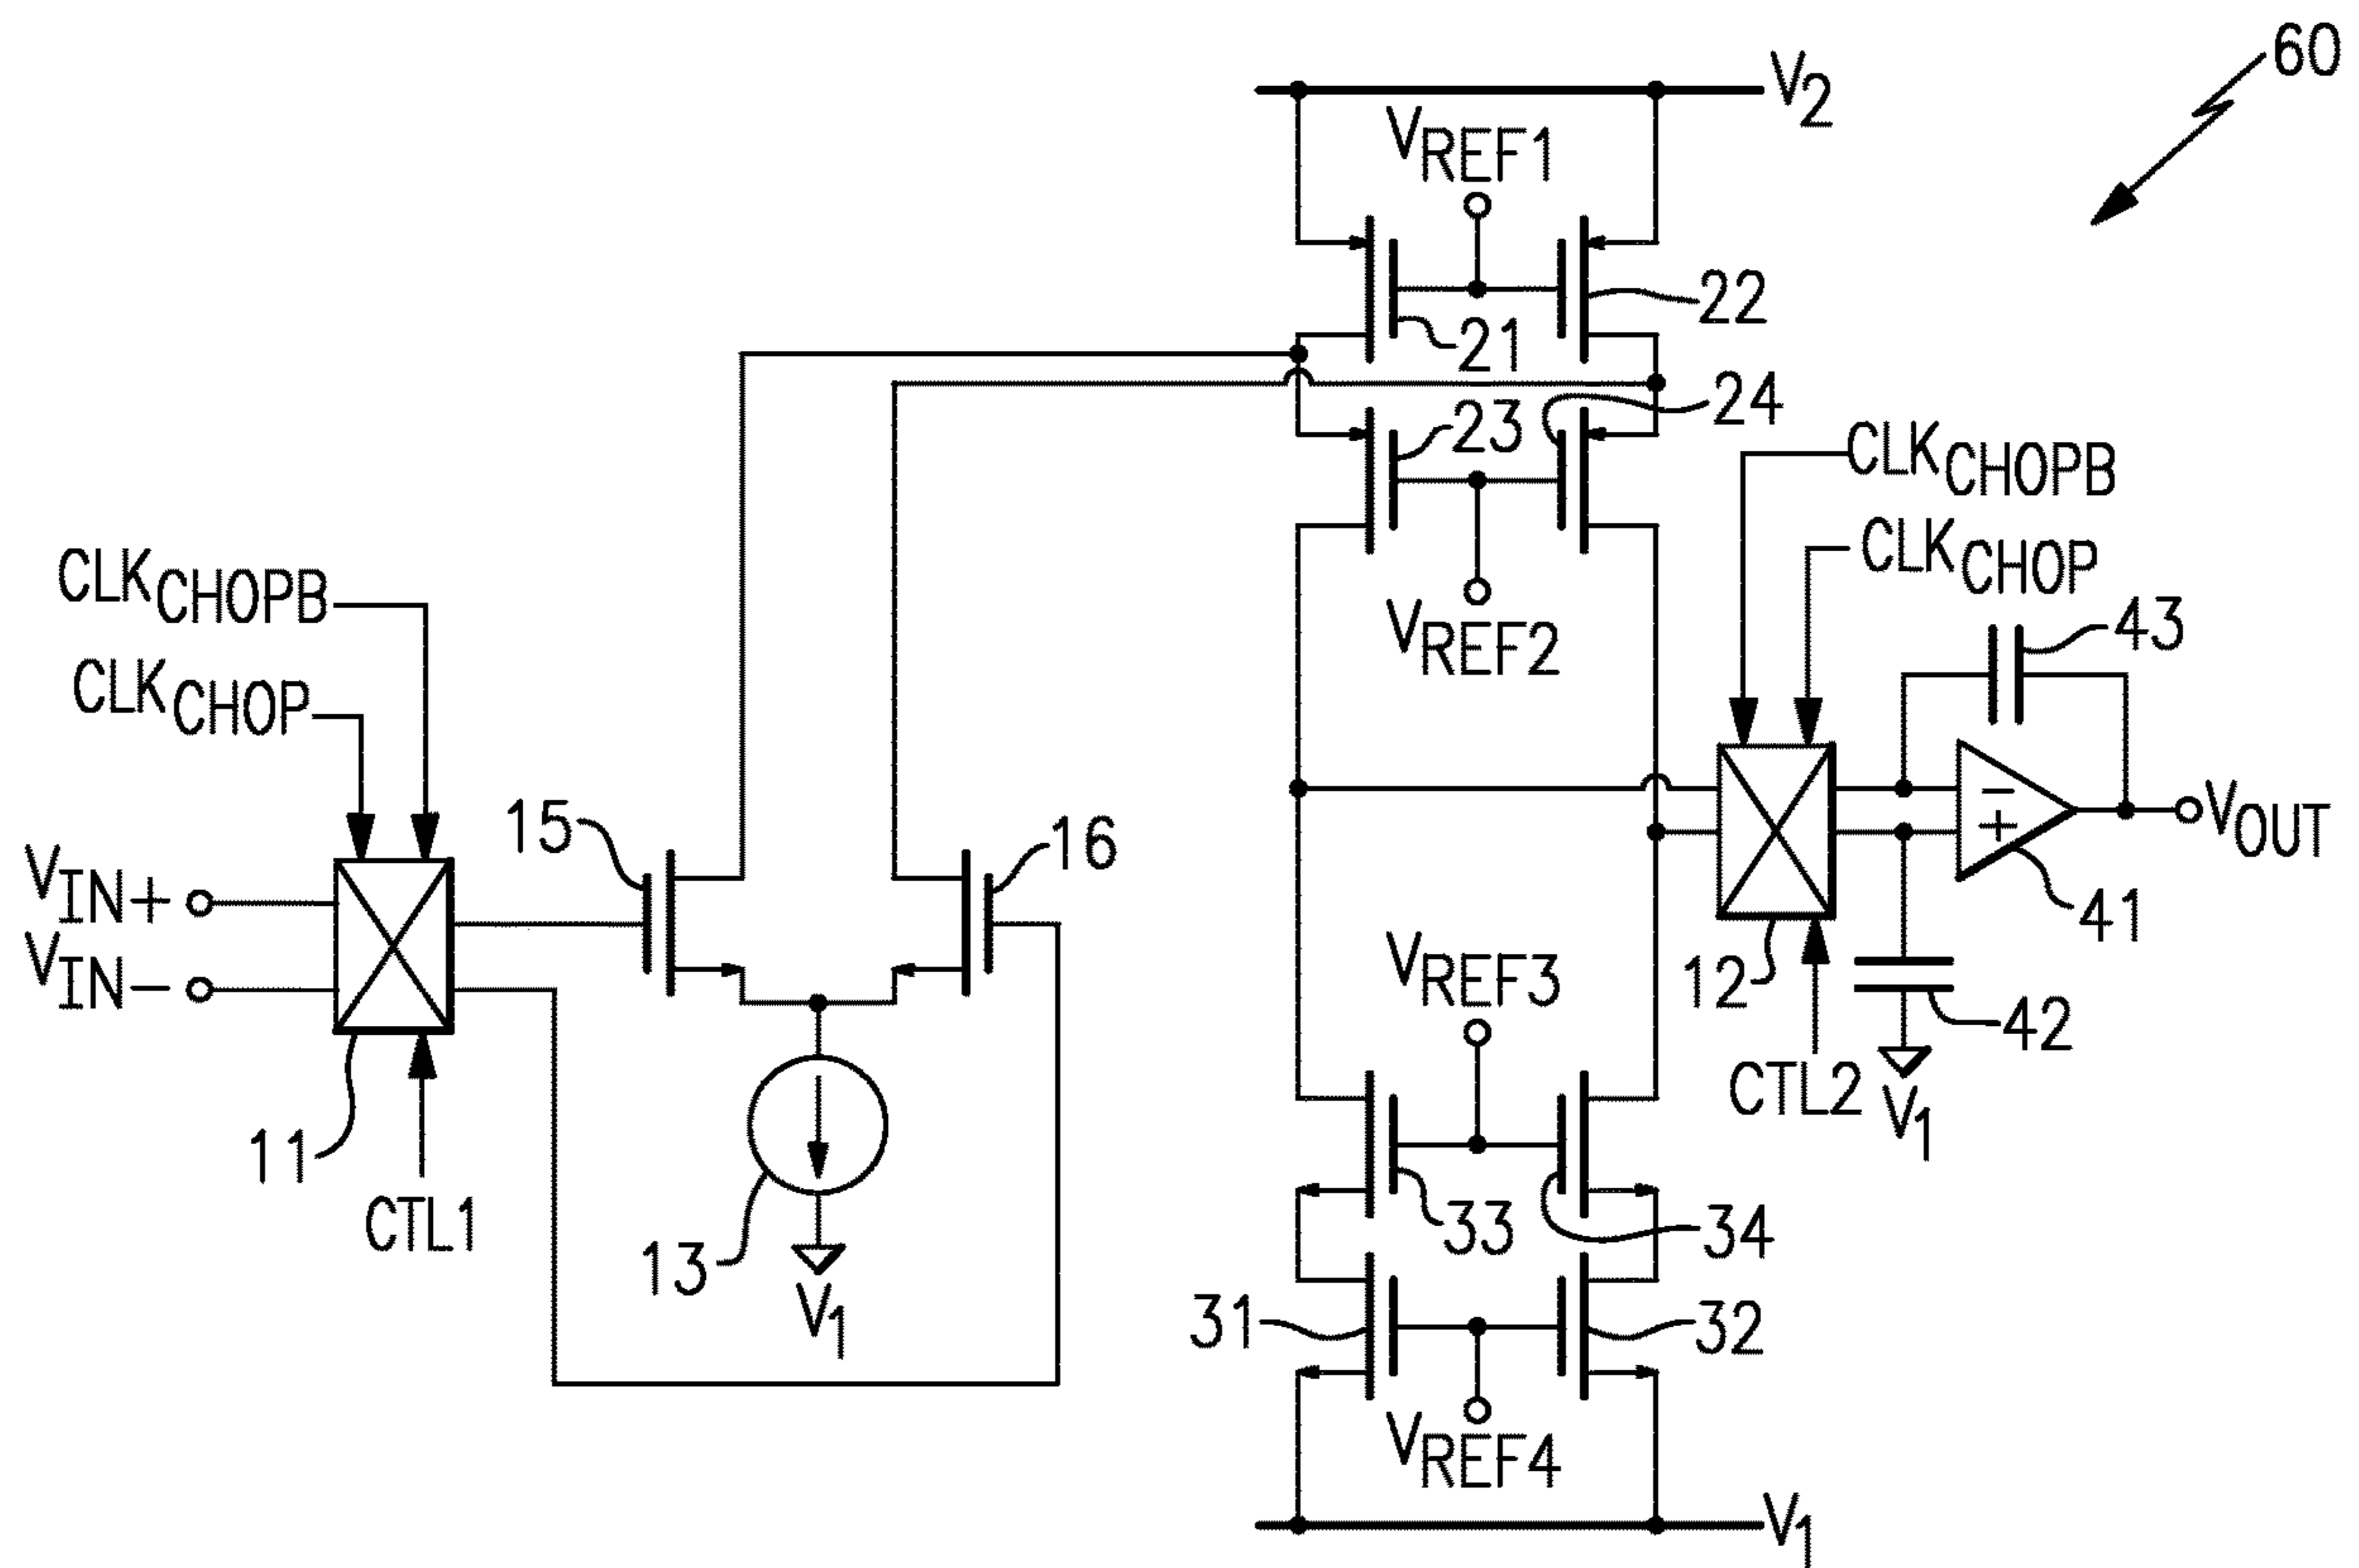 60
V2
VREF1
22
21
24
23
CLKCHOPB
CLKCHOP
VREF2
43
CLKCHOPB
CLKCHOP
15
16
VIN+
VIN-
−
+
VOUT
41
12
42
CTL2
V1
VREF3
11
CTL1
13
V1
33
34
31
32
VREF4
V1